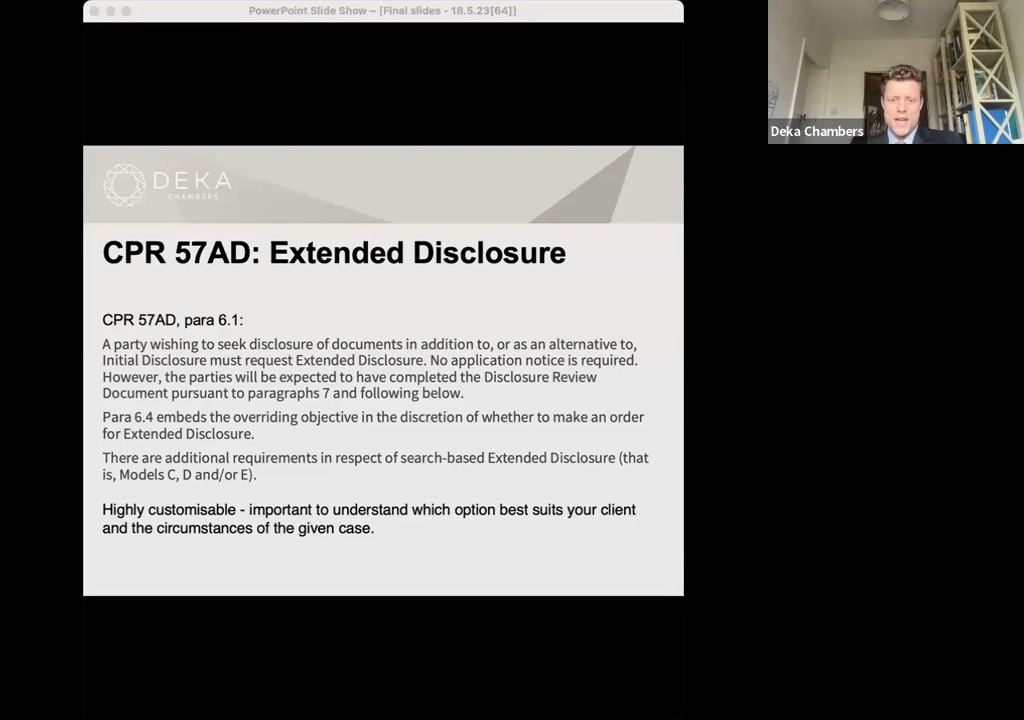 PowerPoint Slide Show – [Final slides - 18.5.23[64]]
Deka Chambers
DEKA
CHAMBERS
CPR 57AD: Extended Disclosure
CPR 57AD, para 6.1:
A party wishing to seek disclosure of documents in addition to, or as an alternative to,
Initial Disclosure must request Extended Disclosure. No application notice is required.
However, the parties will be expected to have completed the Disclosure Review
Document pursuant to paragraphs 7 and following below.
Para 6.4 embeds the overriding objective in the discretion of whether to make an order
for Extended Disclosure.
There are additional requirements in respect of search-based Extended Disclosure (that
is, Models C, D and/or E).
Highly customisable - important to understand which option best suits your client
and the circumstances of the given case.